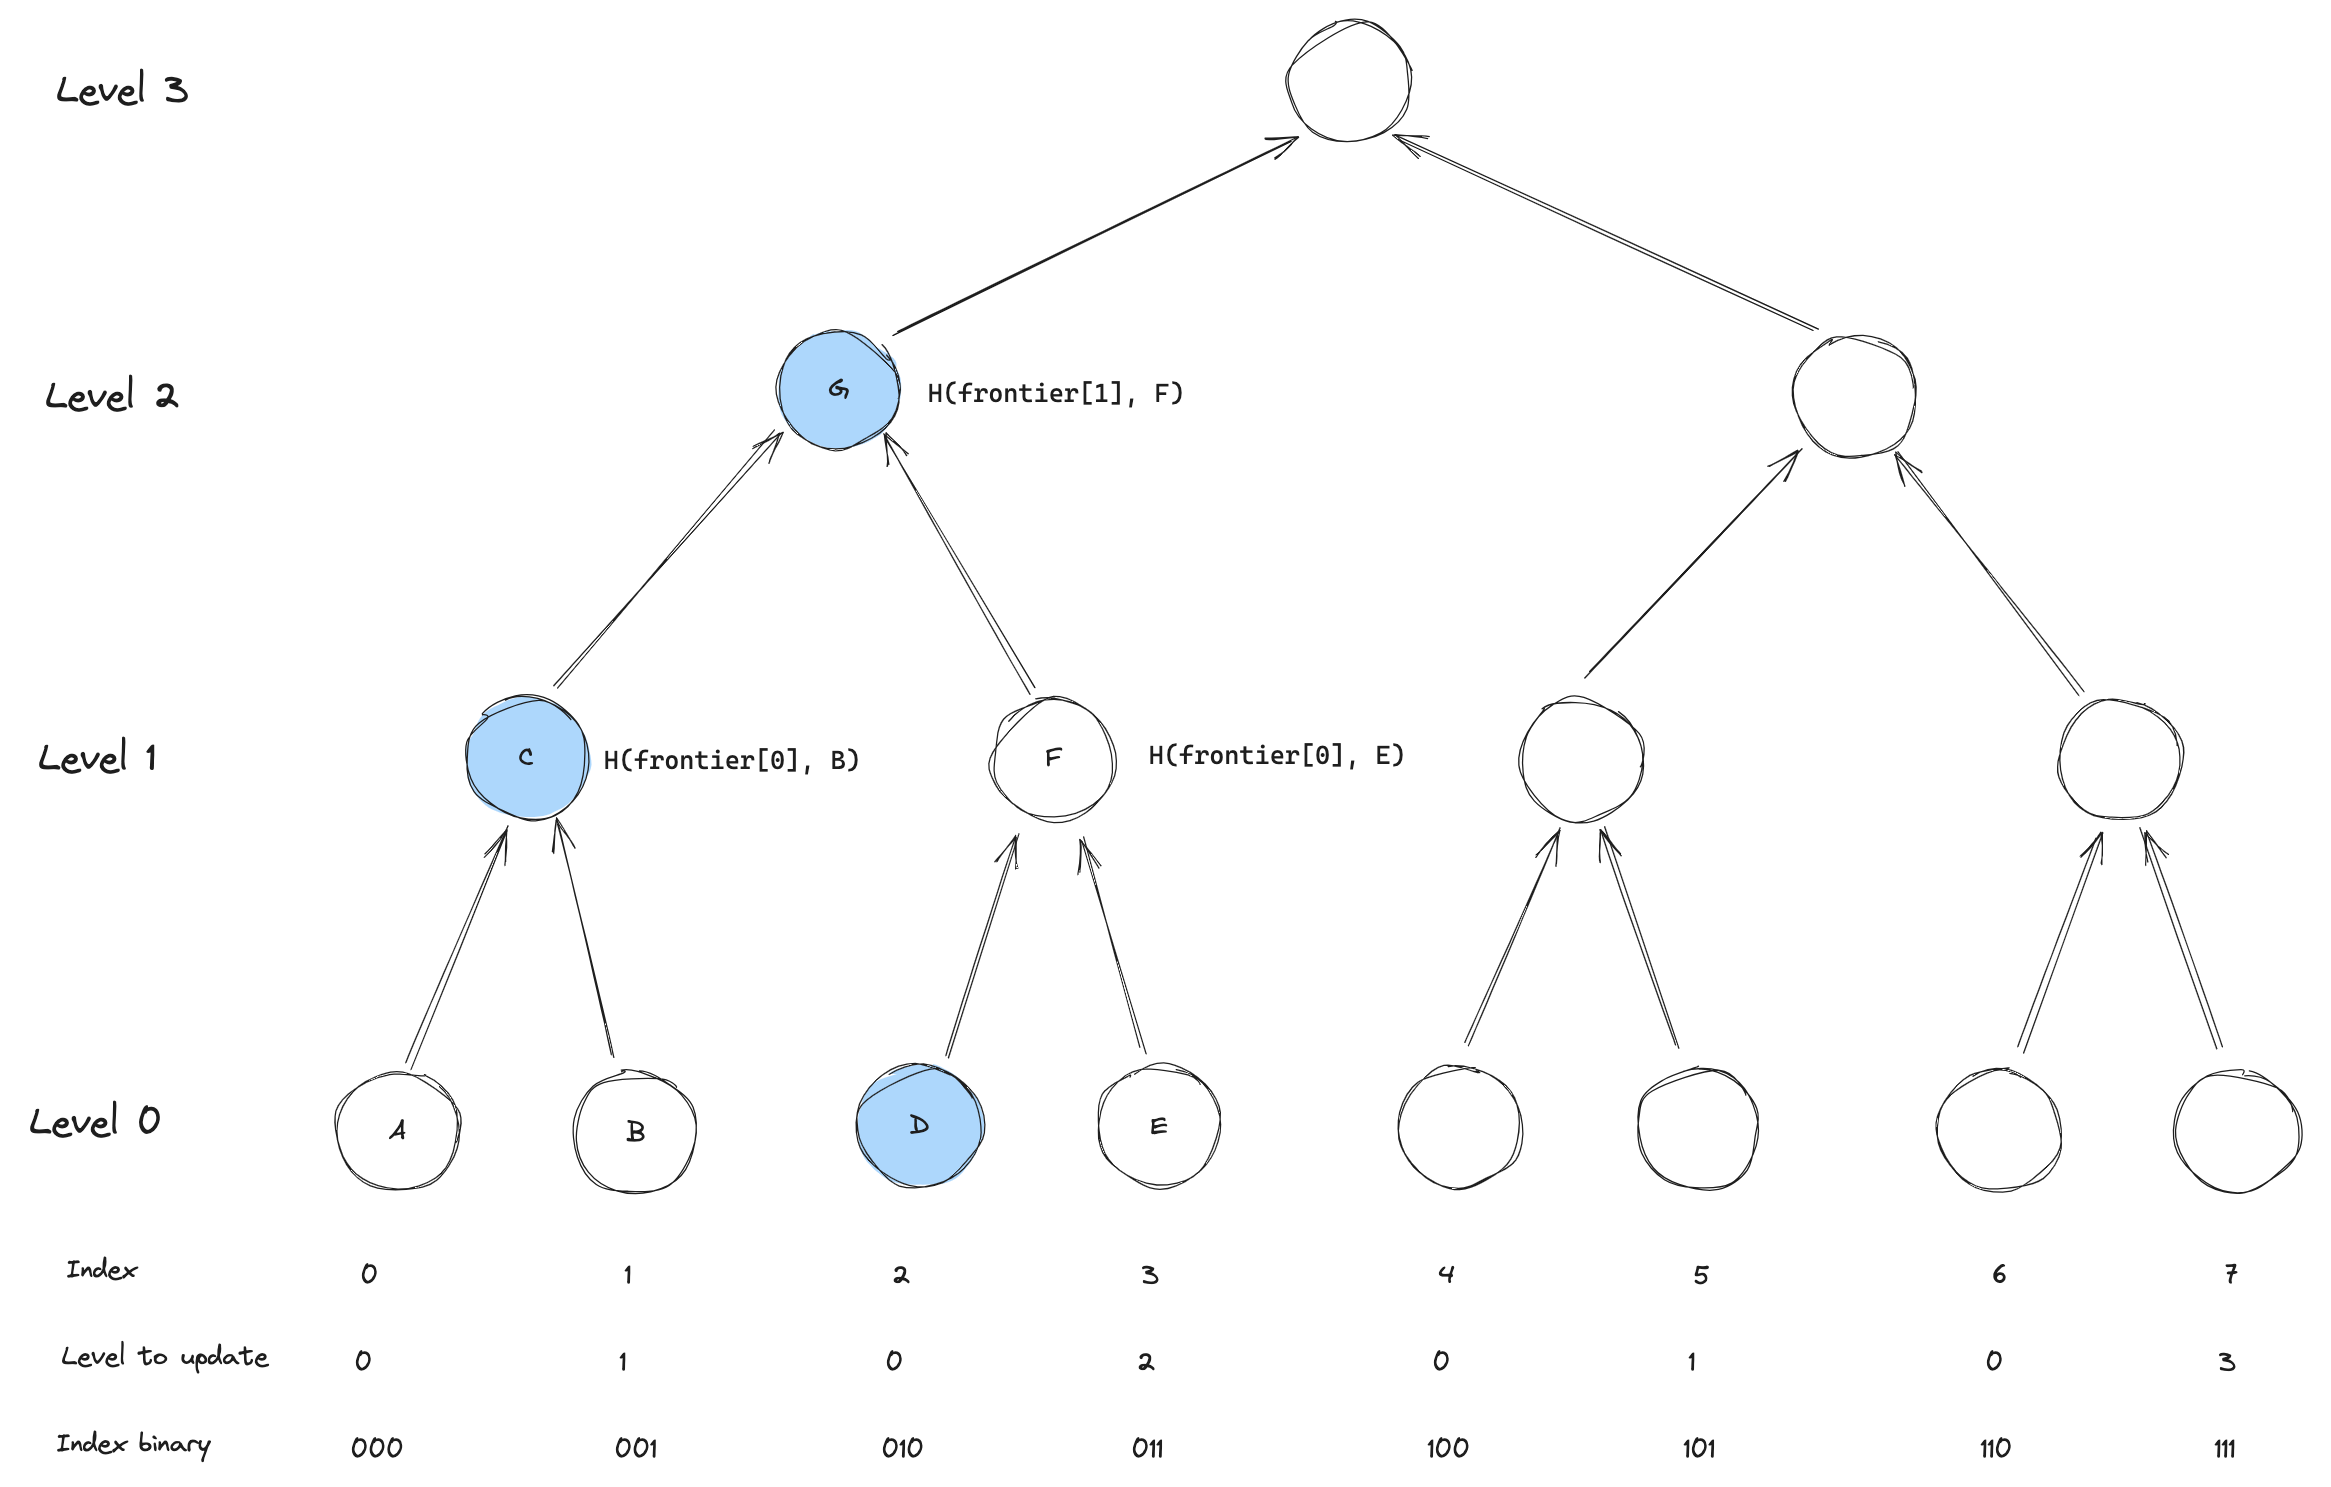 Level 3
Level 2
G
H(frontier[1], F)
Level 1
C
H(frontier[0], B)
F
H(frontier[0], E)
Level 0
A
B
D
E
Index 0 1 2 3 4 5 6 7
Level to update 0 1 0 2 0 1 0 3
Index binary 000 001 010 011 100 101 110 111